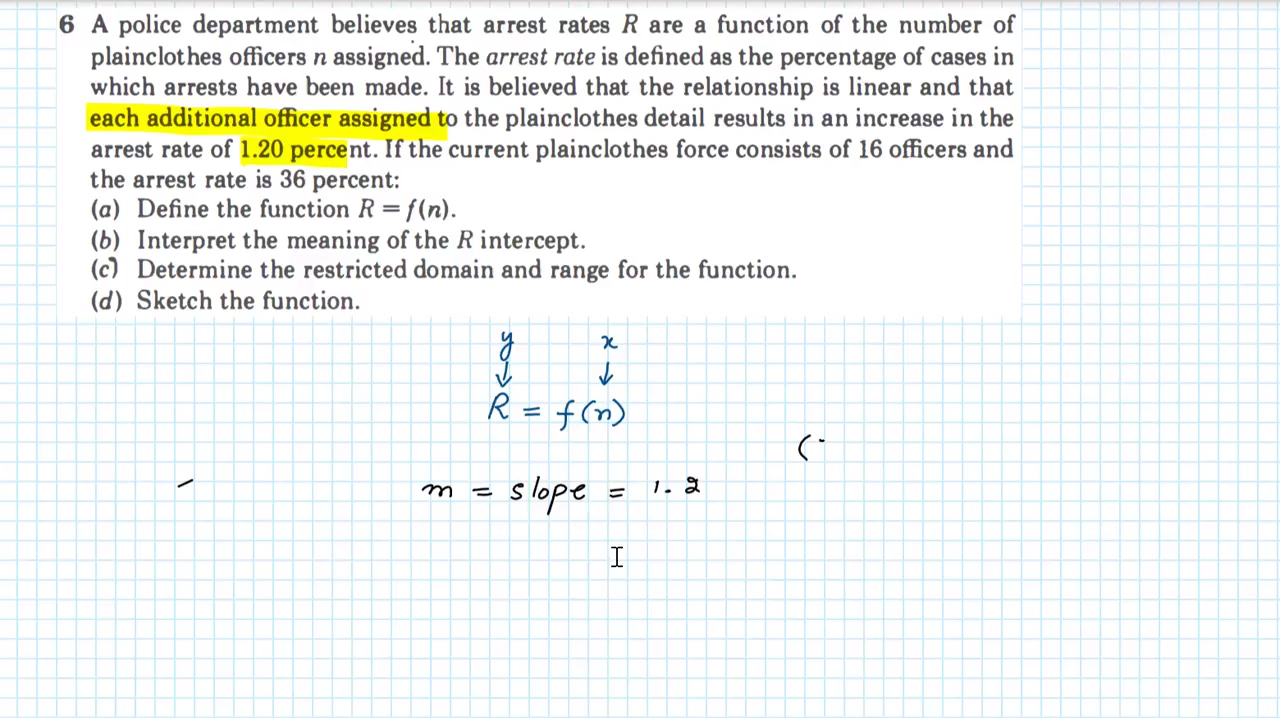 6 A police department believes that arrest rates R are a function of the number of
plainclothes officers n assigned. The arrest rate is defined as the percentage of cases in
which arrests have been made. It is believed that the relationship is linear and that
each additional officer assigned to the plainclothes detail results in an increase in the
arrest rate of 1.20 percent. If the current plainclothes force consists of 16 officers and
the arrest rate is 36 percent:
(a) Define the function R = f(n).
(b) Interpret the meaning of the R intercept.
(c) Determine the restricted domain and range for the function.
(d) Sketch the function.
y x
↓ ↓
R = f(n)
(
m = slope = 1.2